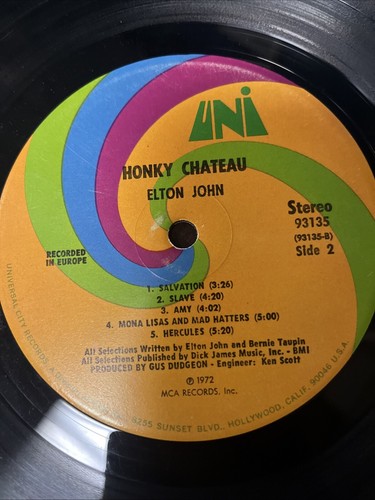 UNI
HONKY CHATEAU
ELTON JOHN
Stereo
93135
(93135-B)
Side 2
RECORDED
IN EUROPE
1. SALVATION (3:26)
2. SLAVE (4:20)
3. AMY (4:02)
4. MONA LISAS AND MAD HATTERS (5:00)
5. HERCULES (5:20)
All Selections Written by Elton John and Bernie Taupin
All Selections Published by Dick James Music, Inc. - BMI
PRODUCED BY GUS DUDGEON - Engineer: Ken Scott
℗ 1972
MCA RECORDS, Inc.
UNIVERSAL CITY RECORDS, A
SUNSET BLVD., HOLLYWOOD, CALIF. 90046 U.S.A.